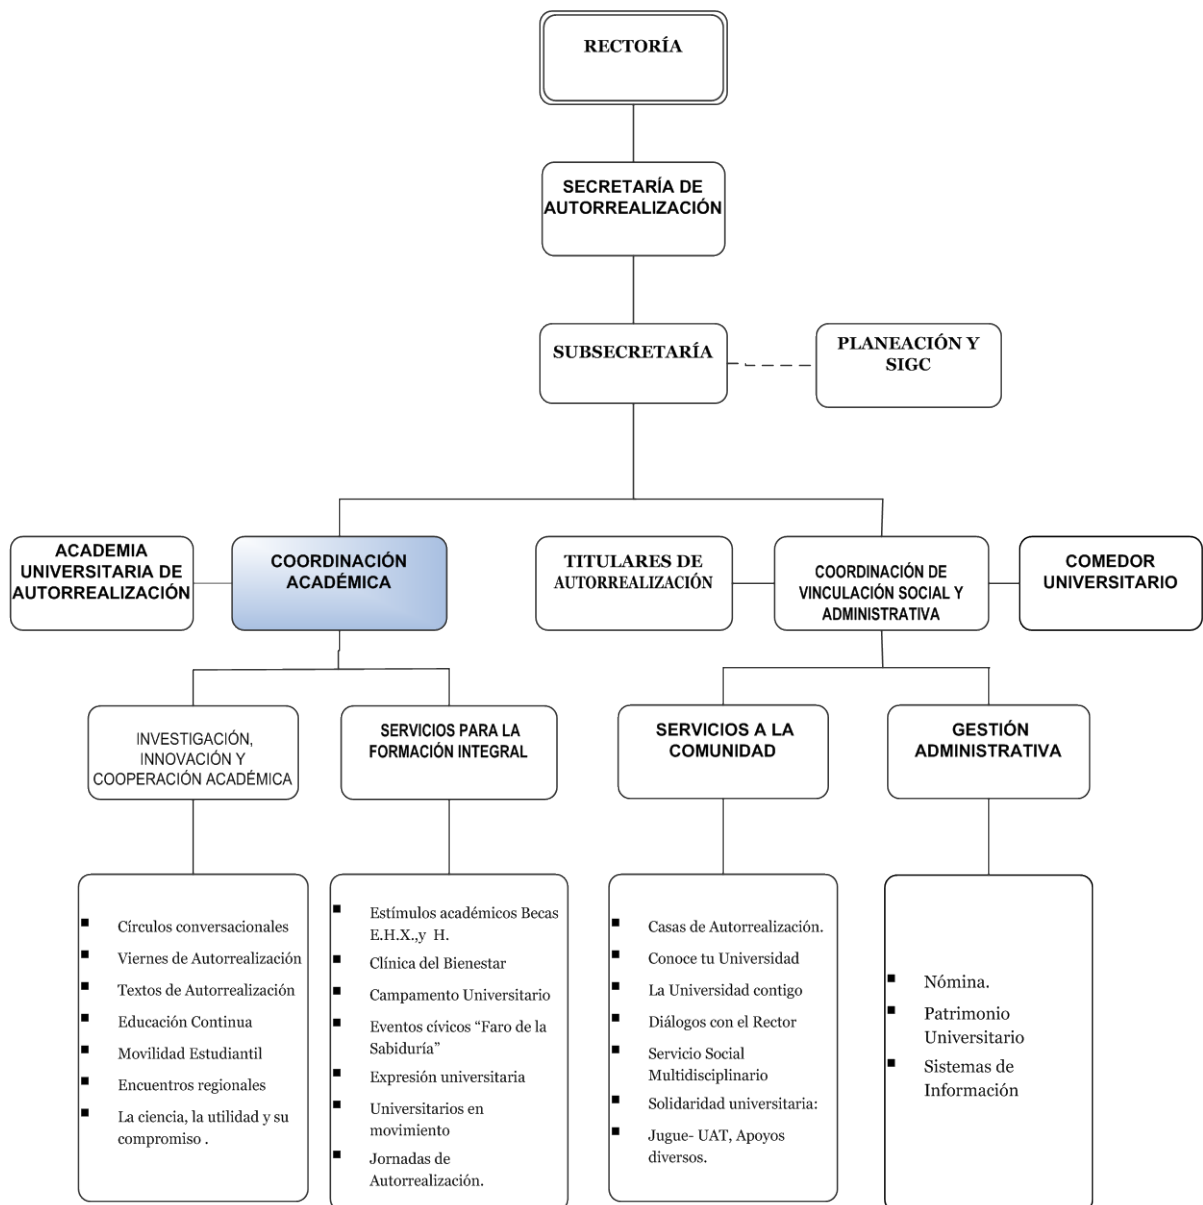 RECTORÍA
SECRETARÍA DE
AUTORREALIZACIÓN
SUBSECRETARÍA
PLANEACIÓN Y
SIGC
ACADEMIA
UNIVERSITARIA DE
AUTORREALIZACIÓN
COORDINACIÓN
ACADÉMICA
TITULARES DE
AUTORREALIZACIÓN
COORDINACIÓN DE
VINCULACIÓN SOCIAL Y
ADMINISTRATIVA
COMEDOR
UNIVERSITARIO
INVESTIGACIÓN,
INNOVACIÓN Y
COOPERACIÓN ACADÉMICA
SERVICIOS PARA LA
FORMACIÓN INTEGRAL
SERVICIOS A LA
COMUNIDAD
GESTIÓN
ADMINISTRATIVA
▪ Círculos conversacionales
▪ Viernes de Autorrealización
▪ Textos de Autorrealización
▪ Educación Continua
▪ Movilidad Estudiantil
▪ Encuentros regionales
▪ La ciencia, la utilidad y su
compromiso .
▪ Estímulos académicos Becas
E.H.X.,y H.
▪ Clínica del Bienestar
▪ Campamento Universitario
▪ Eventos cívicos “Faro de la
Sabiduría”
▪ Expresión universitaria
▪ Universitarios en
movimiento
▪ Jornadas de
Autorrealización.
▪ Casas de Autorrealización.
▪ Conoce tu Universidad
▪ La Universidad contigo
▪ Diálogos con el Rector
▪ Servicio Social
Multidisciplinario
▪ Solidaridad universitaria:
▪ Jugue- UAT, Apoyos
diversos.
▪ Nómina.
▪ Patrimonio
Universitario
▪ Sistemas de
Información